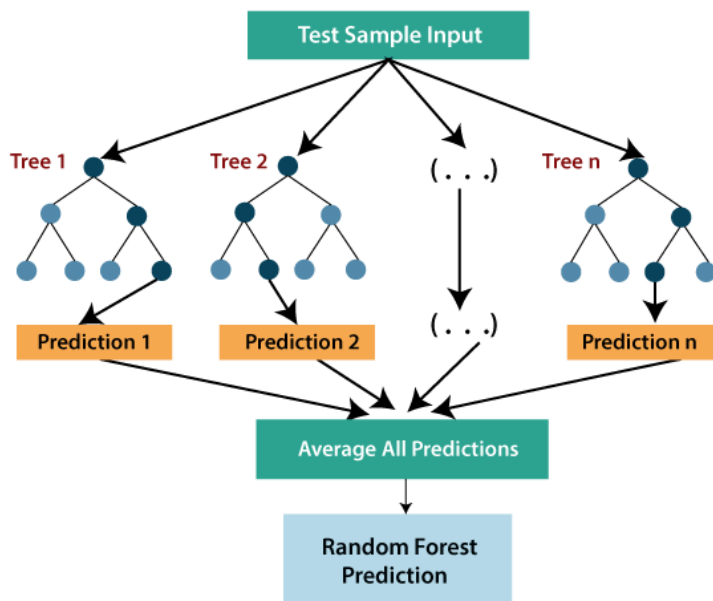 Test Sample Input
Tree 1
Tree 2
(. . .)
Tree n
(. . .)
Prediction 1
Prediction 2
Prediction n
Average All Predictions
Random Forest
Prediction